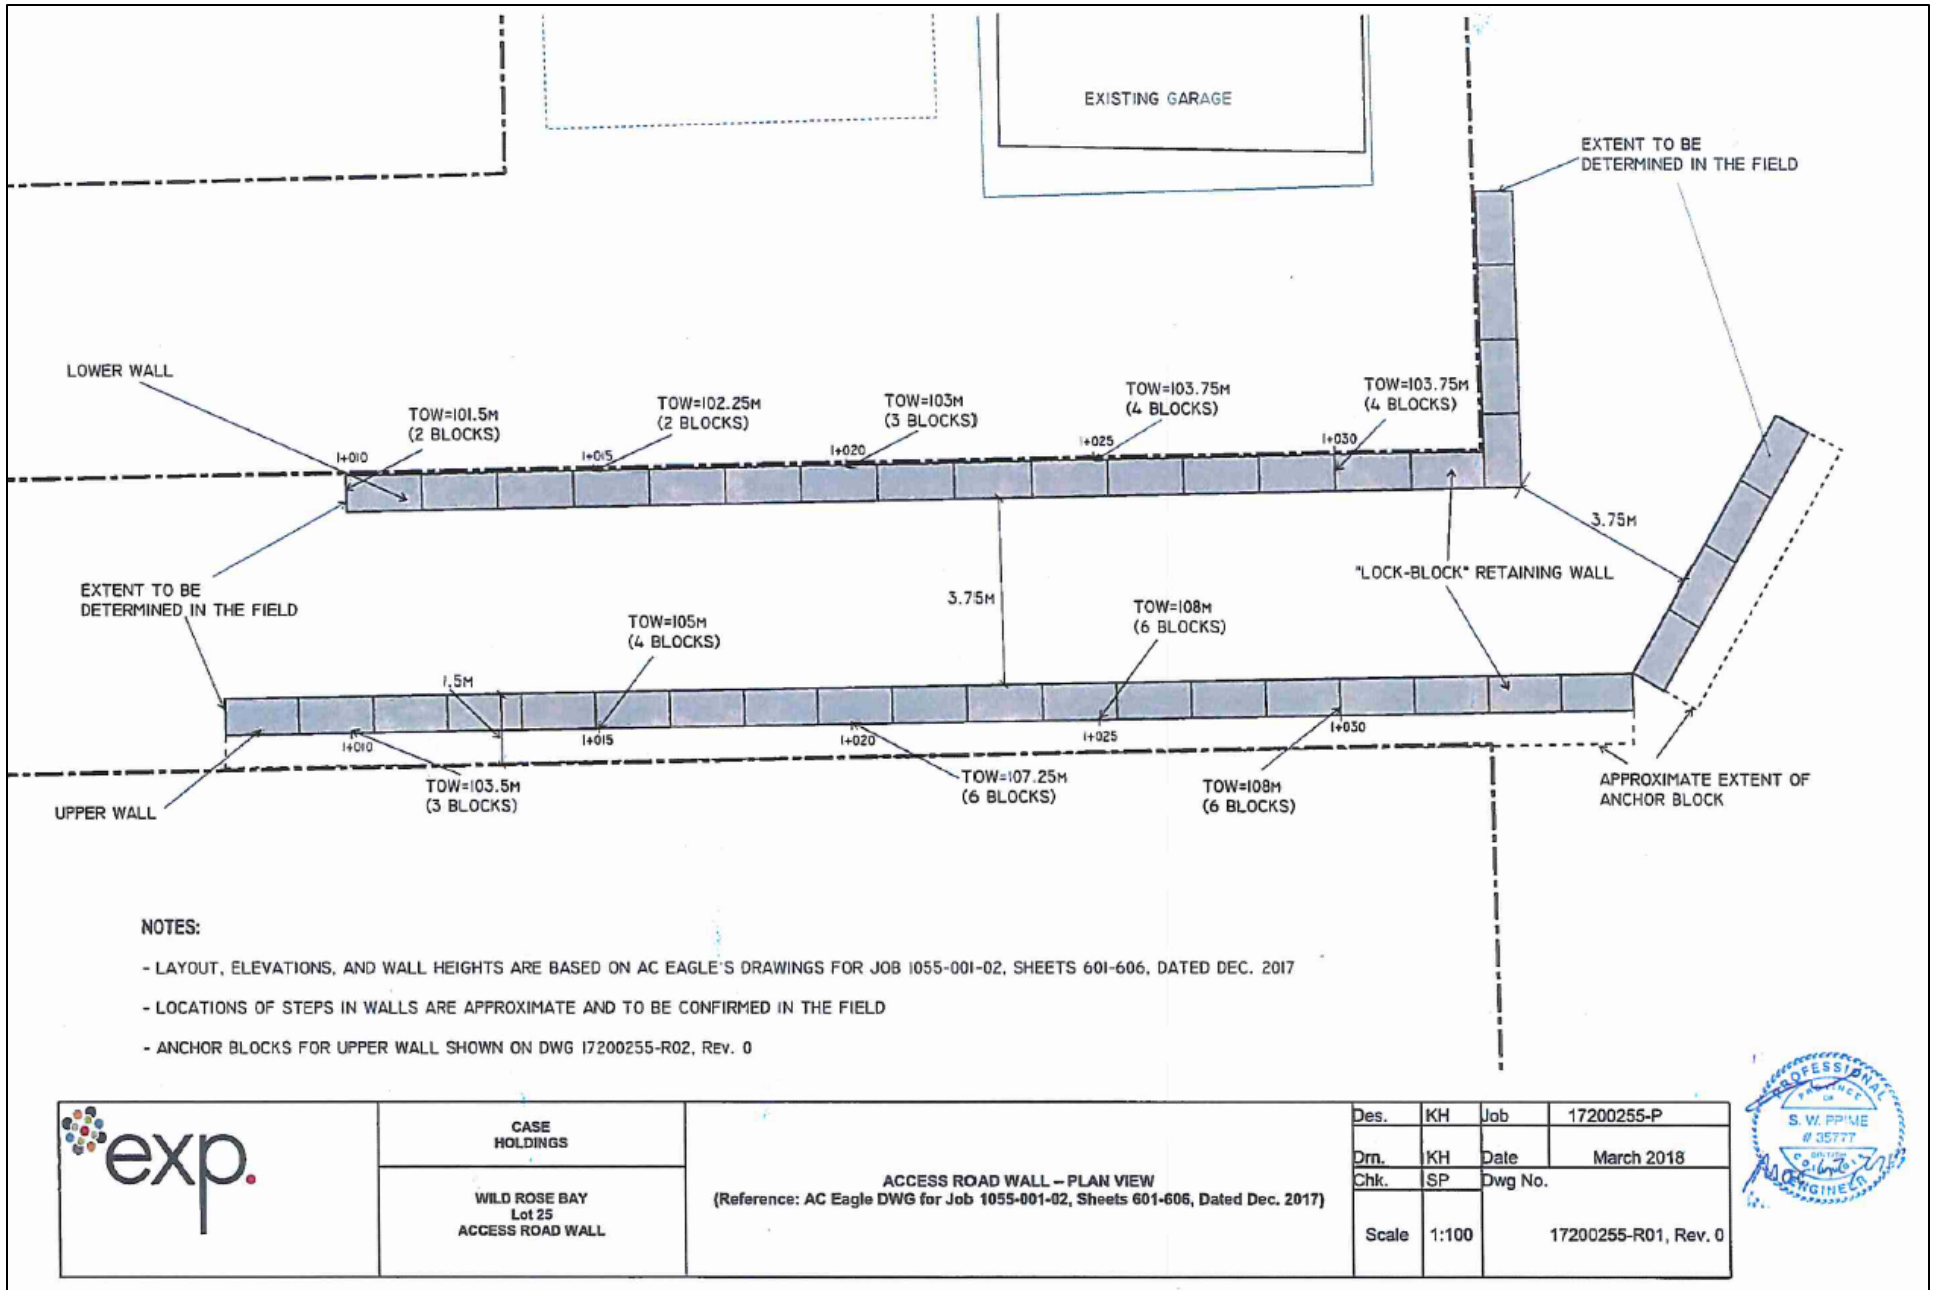 EXISTING GARAGE
EXTENT TO BE
DETERMINED IN THE FIELD
LOWER WALL
TOW=101.5M
(2 BLOCKS)
TOW=102.25M
(2 BLOCKS)
TOW=103M
(3 BLOCKS)
TOW=103.75M
(4 BLOCKS)
TOW=103.75M
(4 BLOCKS)
1+010
1+015
1+020
1+025
1+030
3.75M
EXTENT TO BE
DETERMINED IN THE FIELD
3.75M
"LOCK-BLOCK" RETAINING WALL
TOW=105M
(4 BLOCKS)
TOW=108M
(6 BLOCKS)
1.5M
1+010
1+015
1+020
1+025
1+030
UPPER WALL
TOW=103.5M
(3 BLOCKS)
TOW=107.25M
(6 BLOCKS)
TOW=108M
(6 BLOCKS)
APPROXIMATE EXTENT OF
ANCHOR BLOCK
NOTES:
- LAYOUT, ELEVATIONS, AND WALL HEIGHTS ARE BASED ON AC EAGLE'S DRAWINGS FOR JOB 1055-001-02, SHEETS 601-606, DATED DEC. 2017
- LOCATIONS OF STEPS IN WALLS ARE APPROXIMATE AND TO BE CONFIRMED IN THE FIELD
- ANCHOR BLOCKS FOR UPPER WALL SHOWN ON DWG 17200255-R02, REV. 0
exp.
CASE
HOLDINGS
WILD ROSE BAY
Lot 25
ACCESS ROAD WALL
ACCESS ROAD WALL – PLAN VIEW
(Reference: AC Eagle DWG for Job 1055-001-02, Sheets 601-606, Dated Dec. 2017)
Des. KH Job 17200255-P
Drn. KH Date March 2018
Chk. SP Dwg No.
Scale 1:100 17200255-R01, Rev. 0
PROFESSIONAL
PROVINCE
OF
S. W. PRIME
# 35777
BRITISH
COLUMBIA
ENGINEER